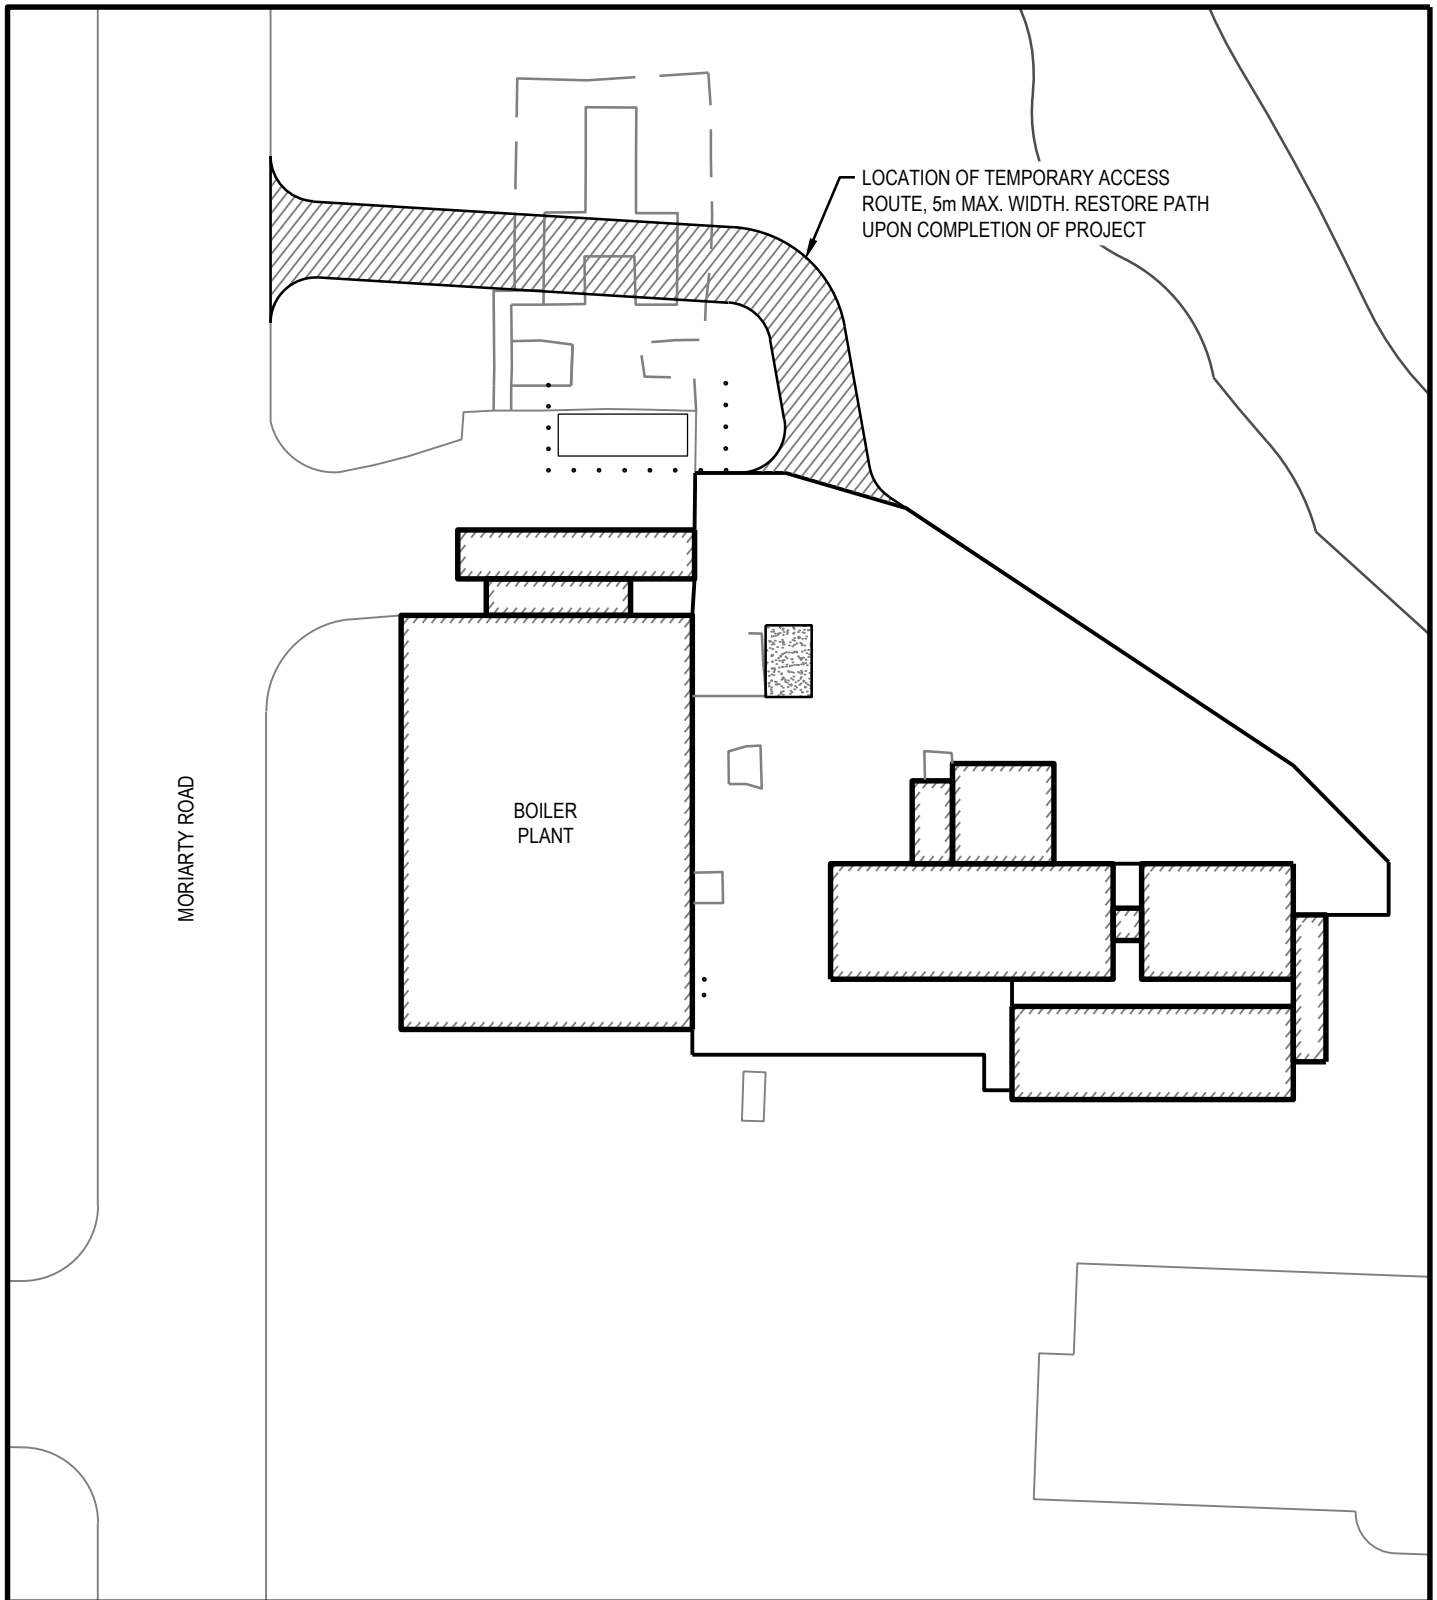 LOCATION OF TEMPORARY ACCESS
ROUTE, 5m MAX. WIDTH. RESTORE PATH
UPON COMPLETION OF PROJECT
MORIARTY ROAD
BOILER
PLANT